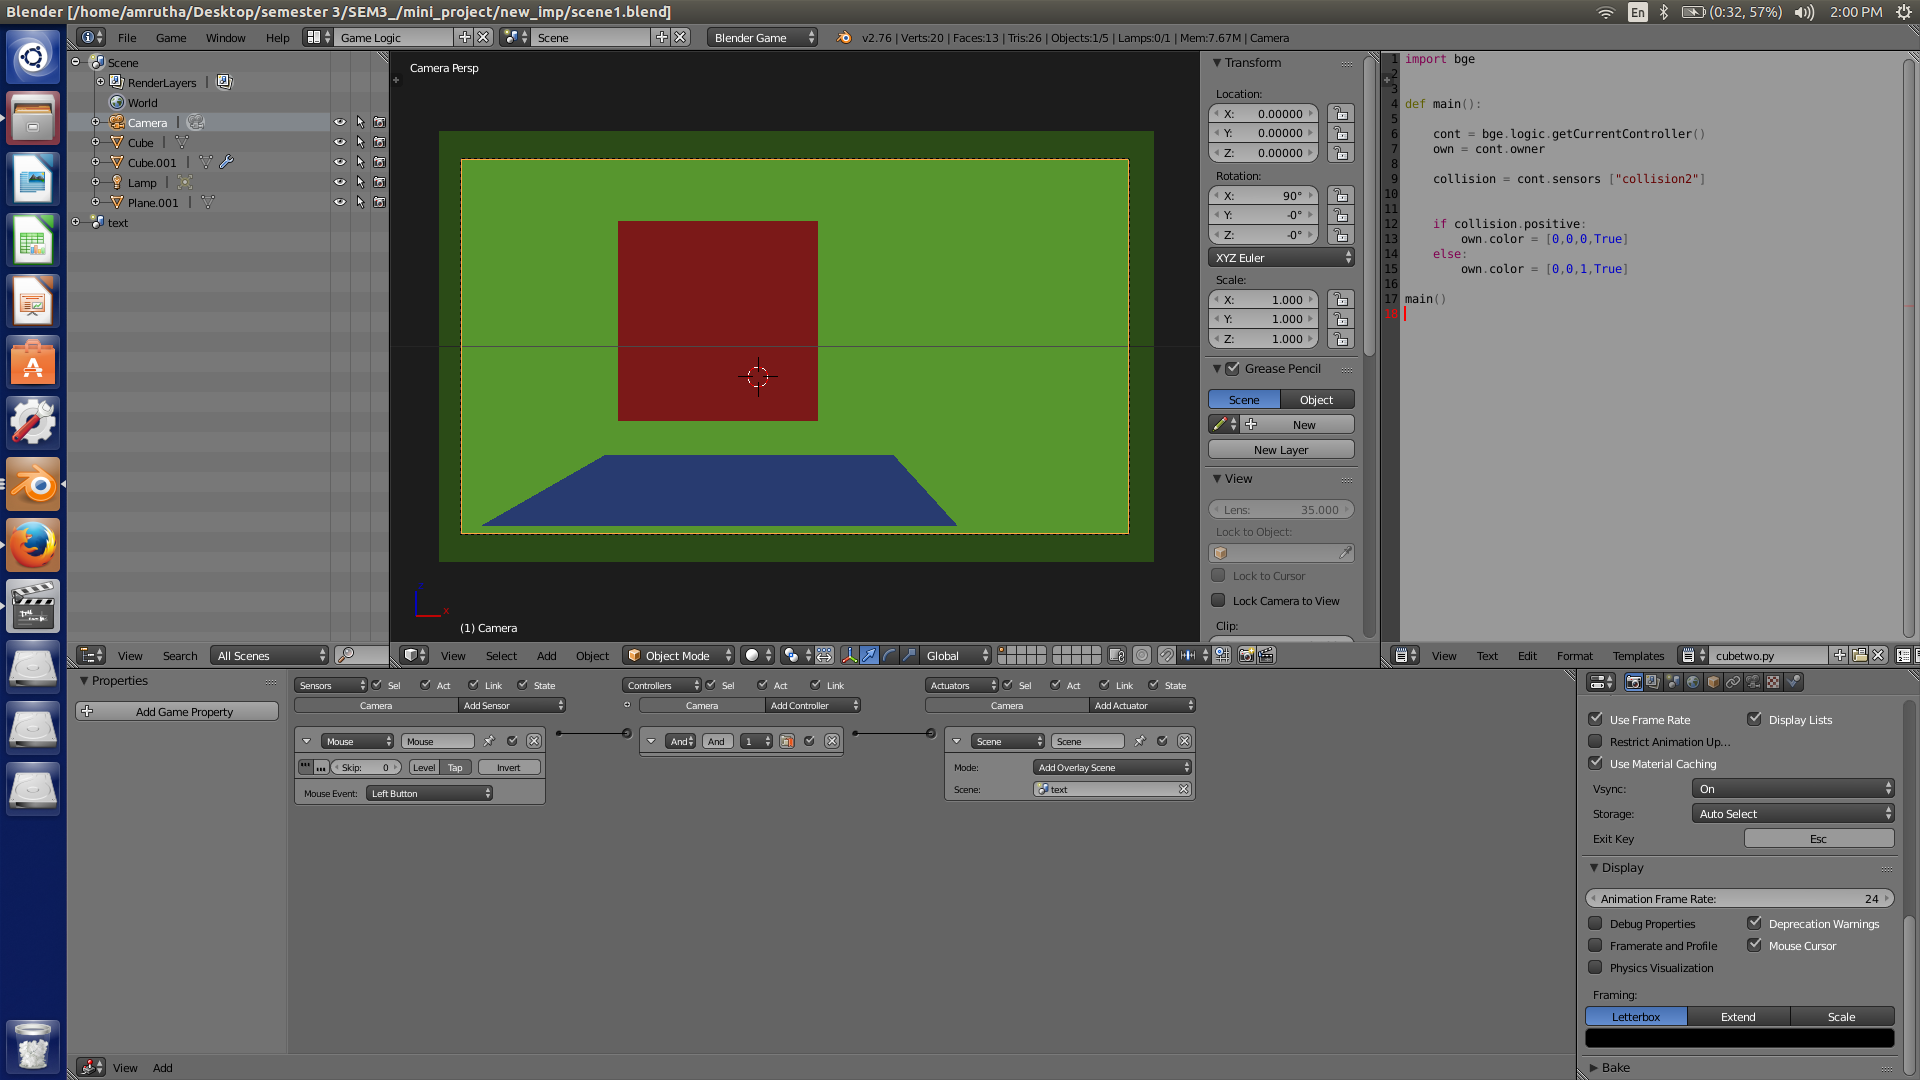 Blender [/home/amrutha/Desktop/semester 3/SEM3_/mini_project/new_imp/scene1.blend]
En (0:32, 57%) 2:00 PM
File Game Window Help Game Logic Scene Blender Game v2.76 | Verts:20 | Faces:13 | Tris:26 | Objects:1/5 | Lamps:0/1 | Mem:7.67M | Camera
Scene
RenderLayers |
World
Camera |
Cube |
Cube.001 |
Lamp |
Plane.001 |
text
Camera Persp
(1) Camera
x
Transform
Location:
X: 0.00000
Y: 0.00000
Z: 0.00000
Rotation:
X: 90°
Y: -0°
Z: -0°
XYZ Euler
Scale:
X: 1.000
Y: 1.000
Z: 1.000
Grease Pencil
Scene Object
New
New Layer
View
Lens: 35.000
Lock to Object:
Lock to Cursor
Lock Camera to View
Clip:
1 import bge
2
3
4 def main():
5
6 cont = bge.logic.getCurrentController()
7 own = cont.owner
8
9 collision = cont.sensors ["collision2"]
10
11
12 if collision.positive:
13 own.color = [0,0,0,True]
14 else:
15 own.color = [0,0,1,True]
16
17 main()
18
View Search All Scenes
View Select Add Object Object Mode Global
View Text Edit Format Templates cubetwo.py
Properties
Add Game Property
Sensors Sel Act Link State
Camera Add Sensor
Mouse Mouse
Skip: 0 Level Tap Invert
Mouse Event: Left Button
Controllers Sel Act Link
Camera Add Controller
And And 1
Actuators Sel Act Link State
Camera Add Actuator
Scene Scene
Mode: Add Overlay Scene
Scene: text
Use Frame Rate Display Lists
Restrict Animation Up...
Use Material Caching
Vsync: On
Storage: Auto Select
Exit Key Esc
Display
Animation Frame Rate: 24
Debug Properties Deprecation Warnings
Framerate and Profile Mouse Cursor
Physics Visualization
Framing:
Letterbox Extend Scale
Bake
View Add